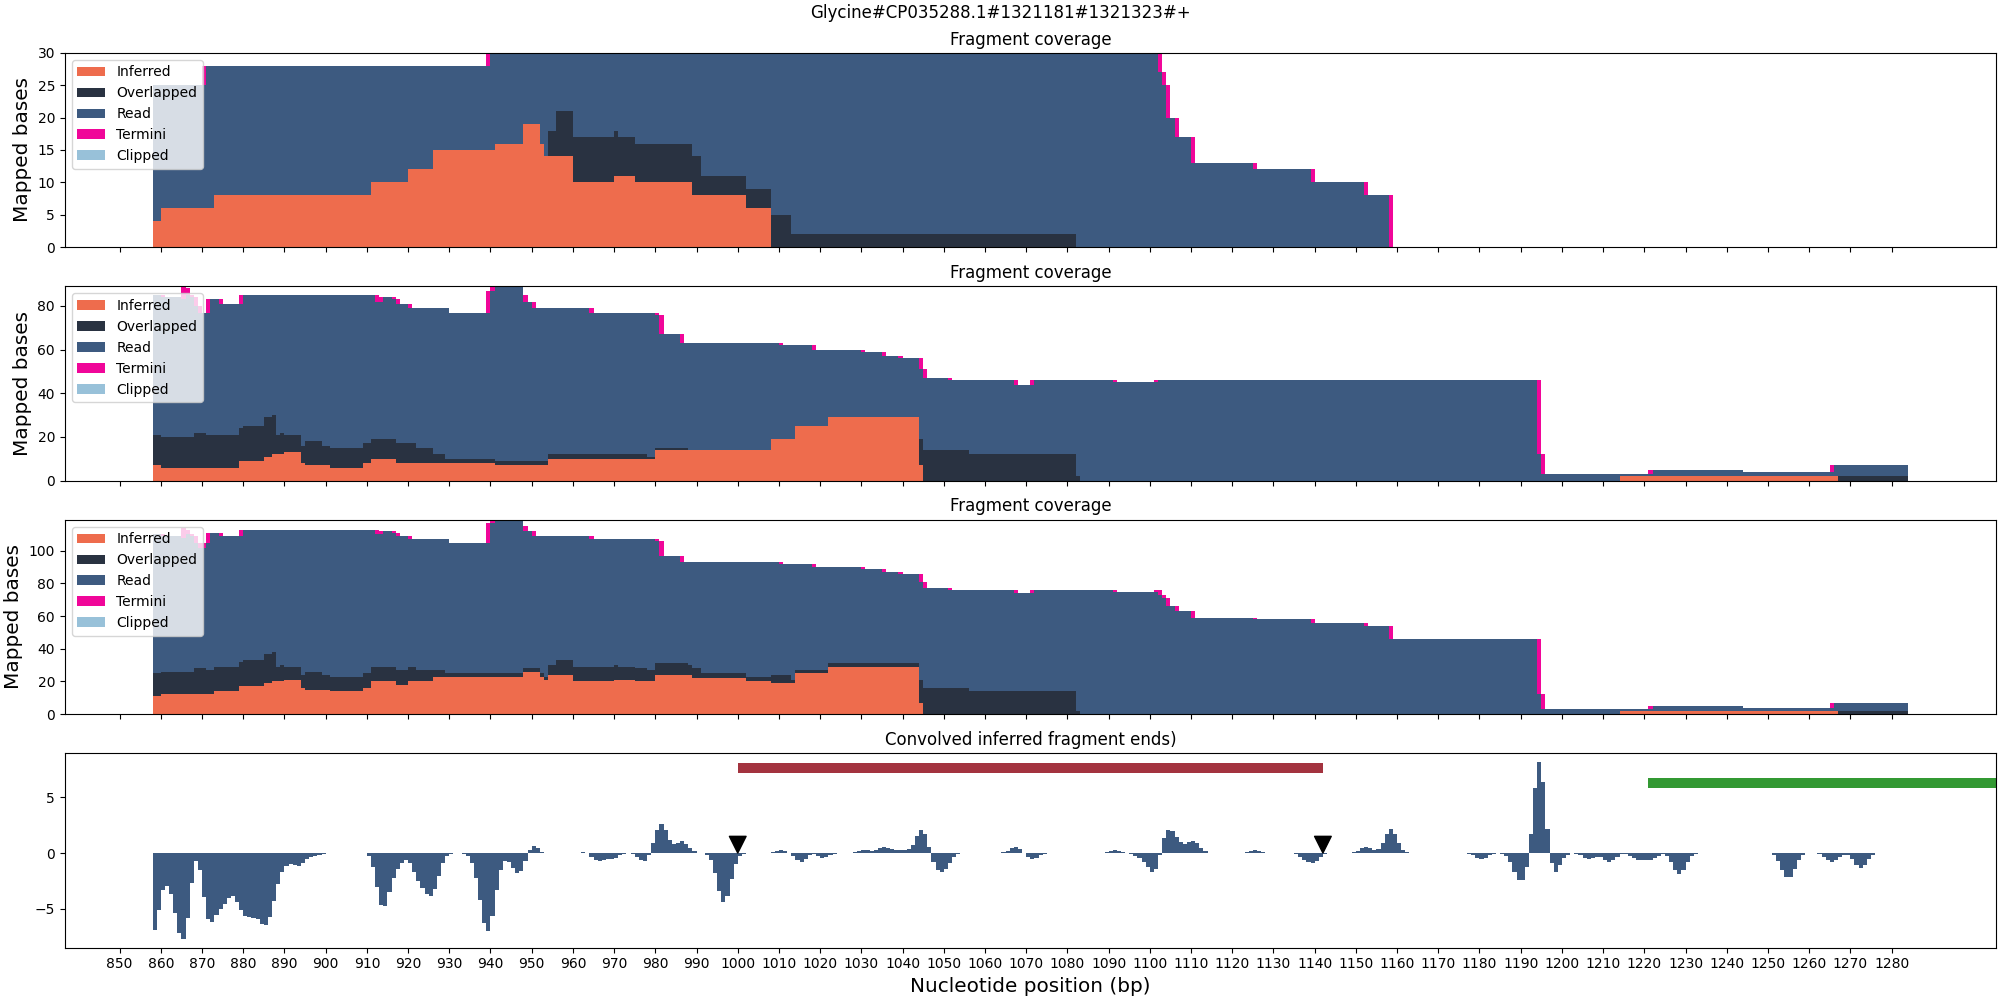 Glycine#CP035288.1#1321181#1321323#+
Fragment coverage
Mapped bases
30
25
20
15
10
5
0
Inferred
Overlapped
Read
Termini
Clipped
Fragment coverage
Mapped bases
80
60
40
20
0
Inferred
Overlapped
Read
Termini
Clipped
Fragment coverage
Mapped bases
100
80
60
40
20
0
Inferred
Overlapped
Read
Termini
Clipped
Convolved inferred fragment ends)
5
0
−5
850 860 870 880 890 900 910 920 930 940 950 960 970 980 990 1000 1010 1020 1030 1040 1050 1060 1070 1080 1090 1100 1110 1120 1130 1140 1150 1160 1170 1180 1190 1200 1210 1220 1230 1240 1250 1260 1270 1280
Nucleotide position (bp)